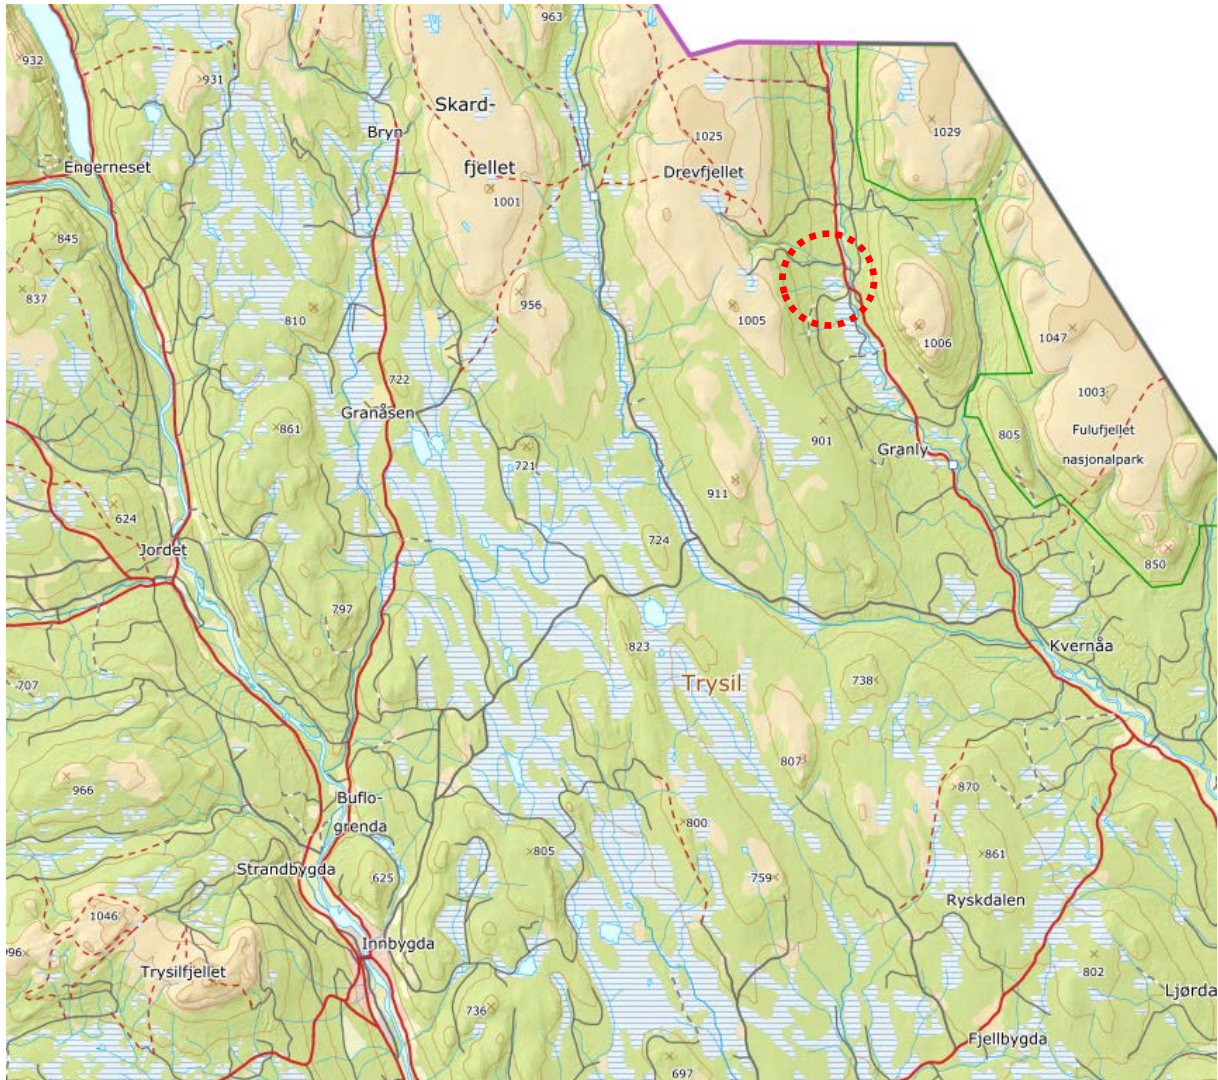 963
932
931
Skard-
1025
1029
Bryn
Engerneset
fjellet
Drevfjellet
1001
845
837
956
810
1005
1006
1047
722
1003
Granåsen
861
901
805
Fulufjellet
Granly
nasjonalpark
721
911
624
724
Jordet
850
797
823
Kvernåa
707
Trysil
738
807
966
870
Buflo-
grenda
800
805
861
Strandbygda
625
759
Ryskdalen
1046
Innbygda
996
802
Trysilfjellet
Ljørda
736
Fjellbygda
697